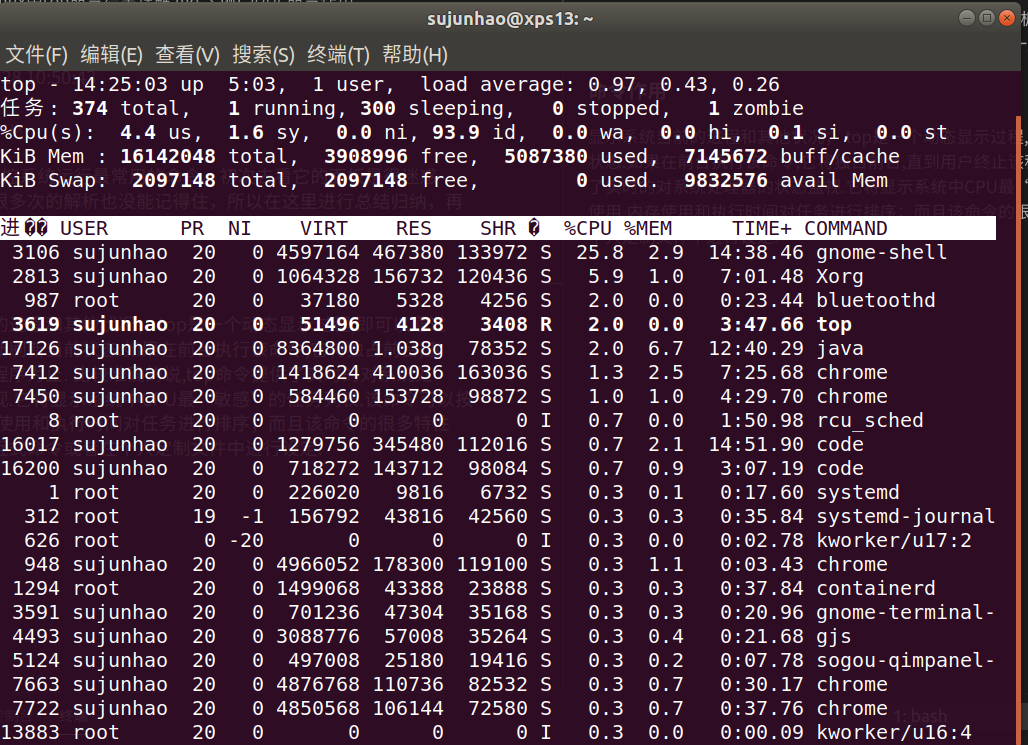 sujunhao@xps13: ~
文件(F) 编辑(E) 查看(V) 搜索(S) 终端(T) 帮助(H)
top - 14:25:03 up  5:03,  1 user,  load average: 0.97, 0.43, 0.26
任务: 374 total,   1 running, 300 sleeping,   0 stopped,   1 zombie
%Cpu(s):  4.4 us,  1.6 sy,  0.0 ni, 93.9 id,  0.0 wa,  0.0 hi,  0.1 si,  0.0 st
KiB Mem : 16142048 total,  3908996 free,  5087380 used,  7145672 buff/cache
KiB Swap:  2097148 total,  2097148 free,        0 used.  9832576 avail Mem
进�� USER      PR  NI    VIRT    RES    SHR �  %CPU %MEM     TIME+ COMMAND
3106 sujunhao  20   0 4597164 467380 133972 S  25.8  2.9  14:38.46 gnome-shell
2813 sujunhao  20   0 1064328 156732 120436 S   5.9  1.0   7:01.48 Xorg
987 root      20   0   37180   5328   4256 S   2.0  0.0   0:23.44 bluetoothd
3619 sujunhao  20   0   51496   4128   3408 R   2.0  0.0   3:47.66 top
17126 sujunhao  20   0 8364800 1.038g  78352 S   2.0  6.7  12:40.29 java
7412 sujunhao  20   0 1418624 410036 163036 S   1.3  2.5   7:25.68 chrome
7450 sujunhao  20   0  584460 153720  98872 S   1.0  1.0   4:29.70 chrome
8 root      20   0       0      0      0 I   0.7  0.0   1:50.98 rcu_sched
16017 sujunhao  20   0 1279756 345480 112016 S   0.7  2.1  14:51.90 code
16200 sujunhao  20   0  718272 143712  98084 S   0.7  0.9   3:07.19 code
1 root      20   0  226020   9816   6732 S   0.3  0.1   0:17.60 systemd
312 root      19  -1  156792  43816  42560 S   0.3  0.3   0:35.84 systemd-journal
626 root       0 -20       0      0      0 I   0.3  0.0   0:02.78 kworker/u17:2
948 sujunhao  20   0 4966052 178300 119100 S   0.3  1.1   0:03.43 chrome
1294 root      20   0 1499068  43388  23888 S   0.3  0.3   0:37.84 containerd
3591 sujunhao  20   0  701236  47304  35168 S   0.3  0.3   0:20.96 gnome-terminal-
4493 sujunhao  20   0 3088776  57008  35264 S   0.3  0.4   0:21.68 gjs
5124 sujunhao  20   0  497008  25180  19416 S   0.3  0.2   0:07.78 sogou-qimpanel-
7663 sujunhao  20   0 4876768 110736  82532 S   0.3  0.7   0:30.17 chrome
7722 sujunhao  20   0 4850568 106144  72580 S   0.3  0.7   0:37.76 chrome
13883 root      20   0       0      0      0 I   0.3  0.0   0:00.09 kworker/u16:4